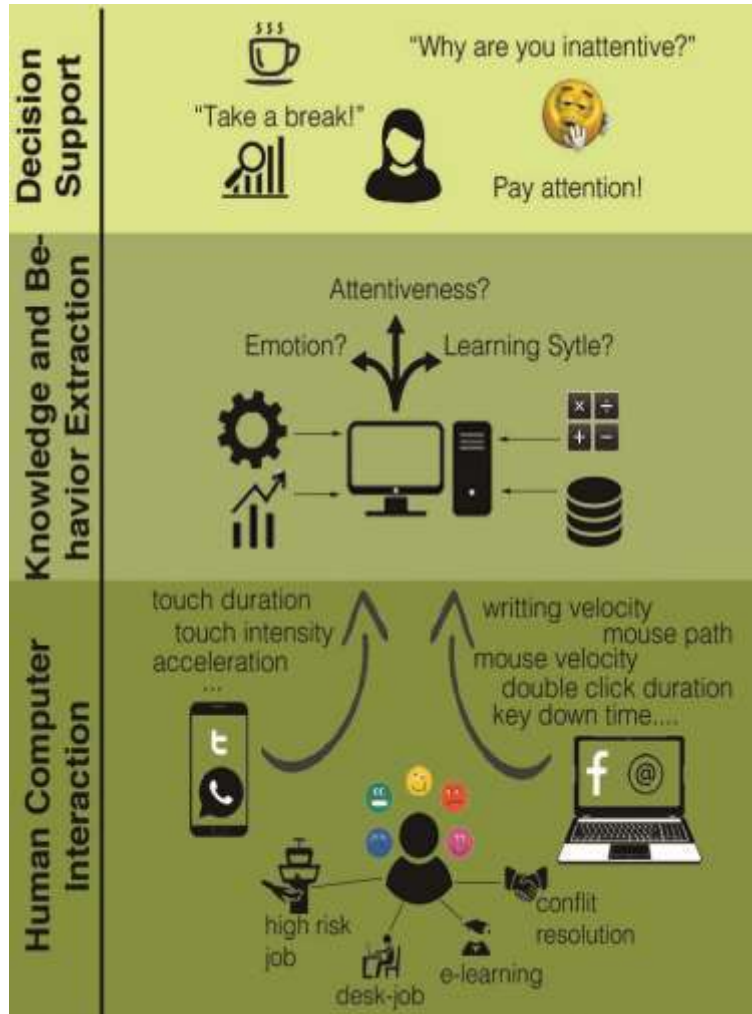 Decision
Support
"Why are you inattentive?"
"Take a break!"
Pay attention!
Knowledge and Be-
havior Extraction
Attentiveness?
Emotion?
Learning Sytle?
Human Computer
Interaction
touch duration
touch intensity
acceleration
...
writting velocity
mouse path
mouse velocity
double click duration
key down time....
high risk
job
desk-job
e-learning
conflit
resolution